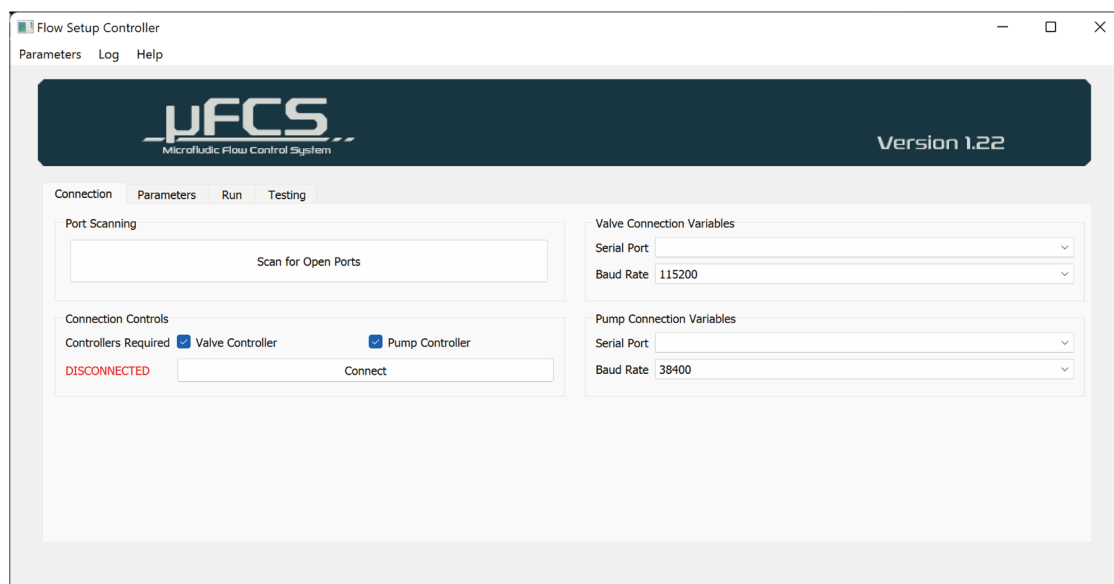 Flow Setup Controller
Parameters Log Help
µFCS
Microfludic Flow Control System
Version 1.22
Connection Parameters Run Testing
Port Scanning
Scan for Open Ports
Valve Connection Variables
Serial Port
Baud Rate 115200
Connection Controls
Controllers Required Valve Controller Pump Controller
DISCONNECTED Connect
Pump Connection Variables
Serial Port
Baud Rate 38400